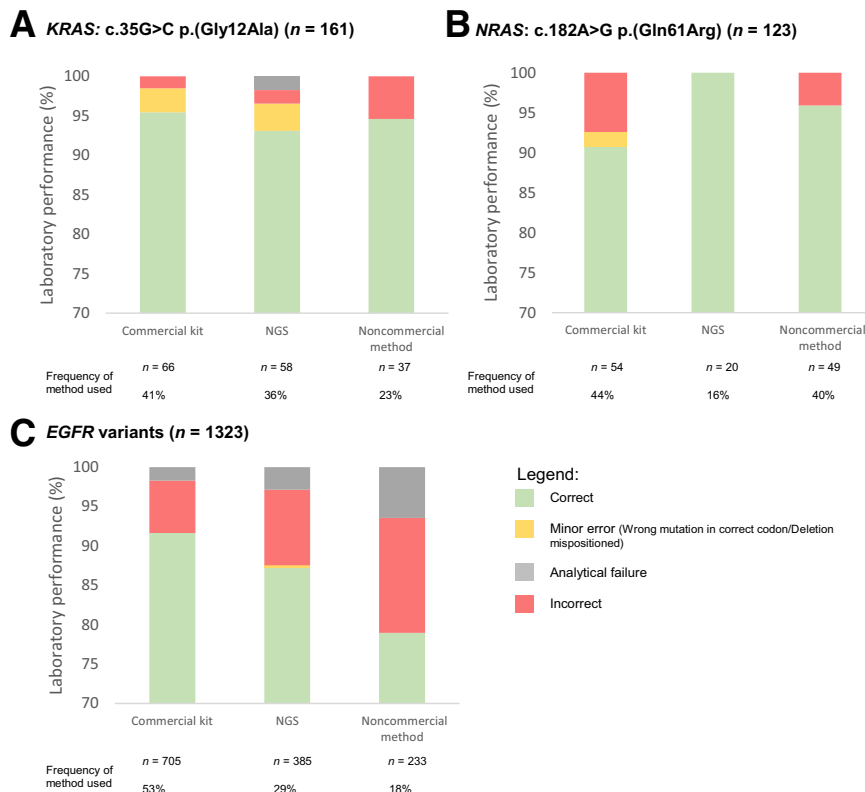 A KRAS: c.35G>C p.(Gly12Ala) (n = 161)
Laboratory performance (%)
100
95
90
85
80
75
70
Commercial kit NGS Noncommercial
method
Frequency of
method used
n = 66 n = 58 n = 37
41% 36% 23%
B NRAS: c.182A>G p.(Gln61Arg) (n = 123)
Laboratory performance (%)
100
95
90
85
80
75
70
Commercial kit NGS Noncommercial
method
Frequency of
method used
n = 54 n = 20 n = 49
44% 16% 40%
C EGFR variants (n = 1323)
Laboratory performance (%)
100
95
90
85
80
75
70
Commercial kit NGS Noncommercial
method
Frequency of
method used
n = 705 n = 385 n = 233
53% 29% 18%
Legend:
Correct
Minor error (Wrong mutation in correct codon/Deletion
mispositioned)
Analytical failure
Incorrect